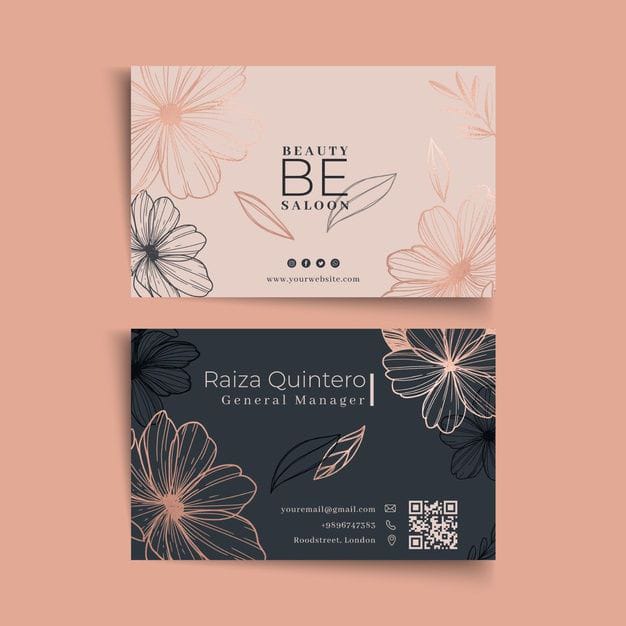 BEAUTY
BE
SALOON
www.yourwebsite.com
Raiza Quintero
General Manager
youremail@gmail.com
+9896747383
Roodstreet, London